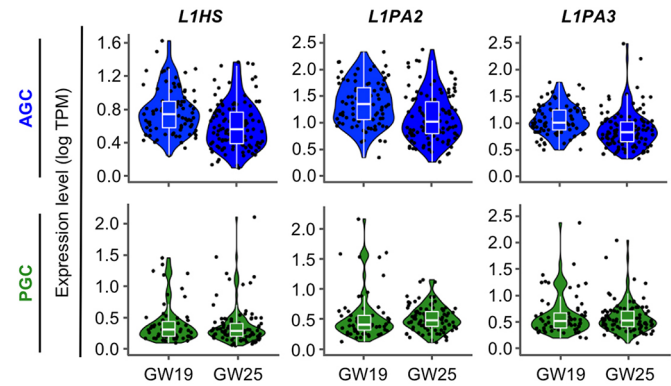 L1HS L1PA2 L1PA3
AGC
PGC
Expression level (log TPM)
1.6 2.5 2.5
1.2 2.0 2.0
0.8 1.5 1.5
0.4 1.0 1.0
0.0 0.5 0.5
0.0 0.0
2.0 2.0 2.5
1.5 1.5 2.0
1.0 1.0 1.5
0.5 0.5 1.0
0.0 0.0 0.5
0.0
GW19 GW25 GW19 GW25 GW19 GW25